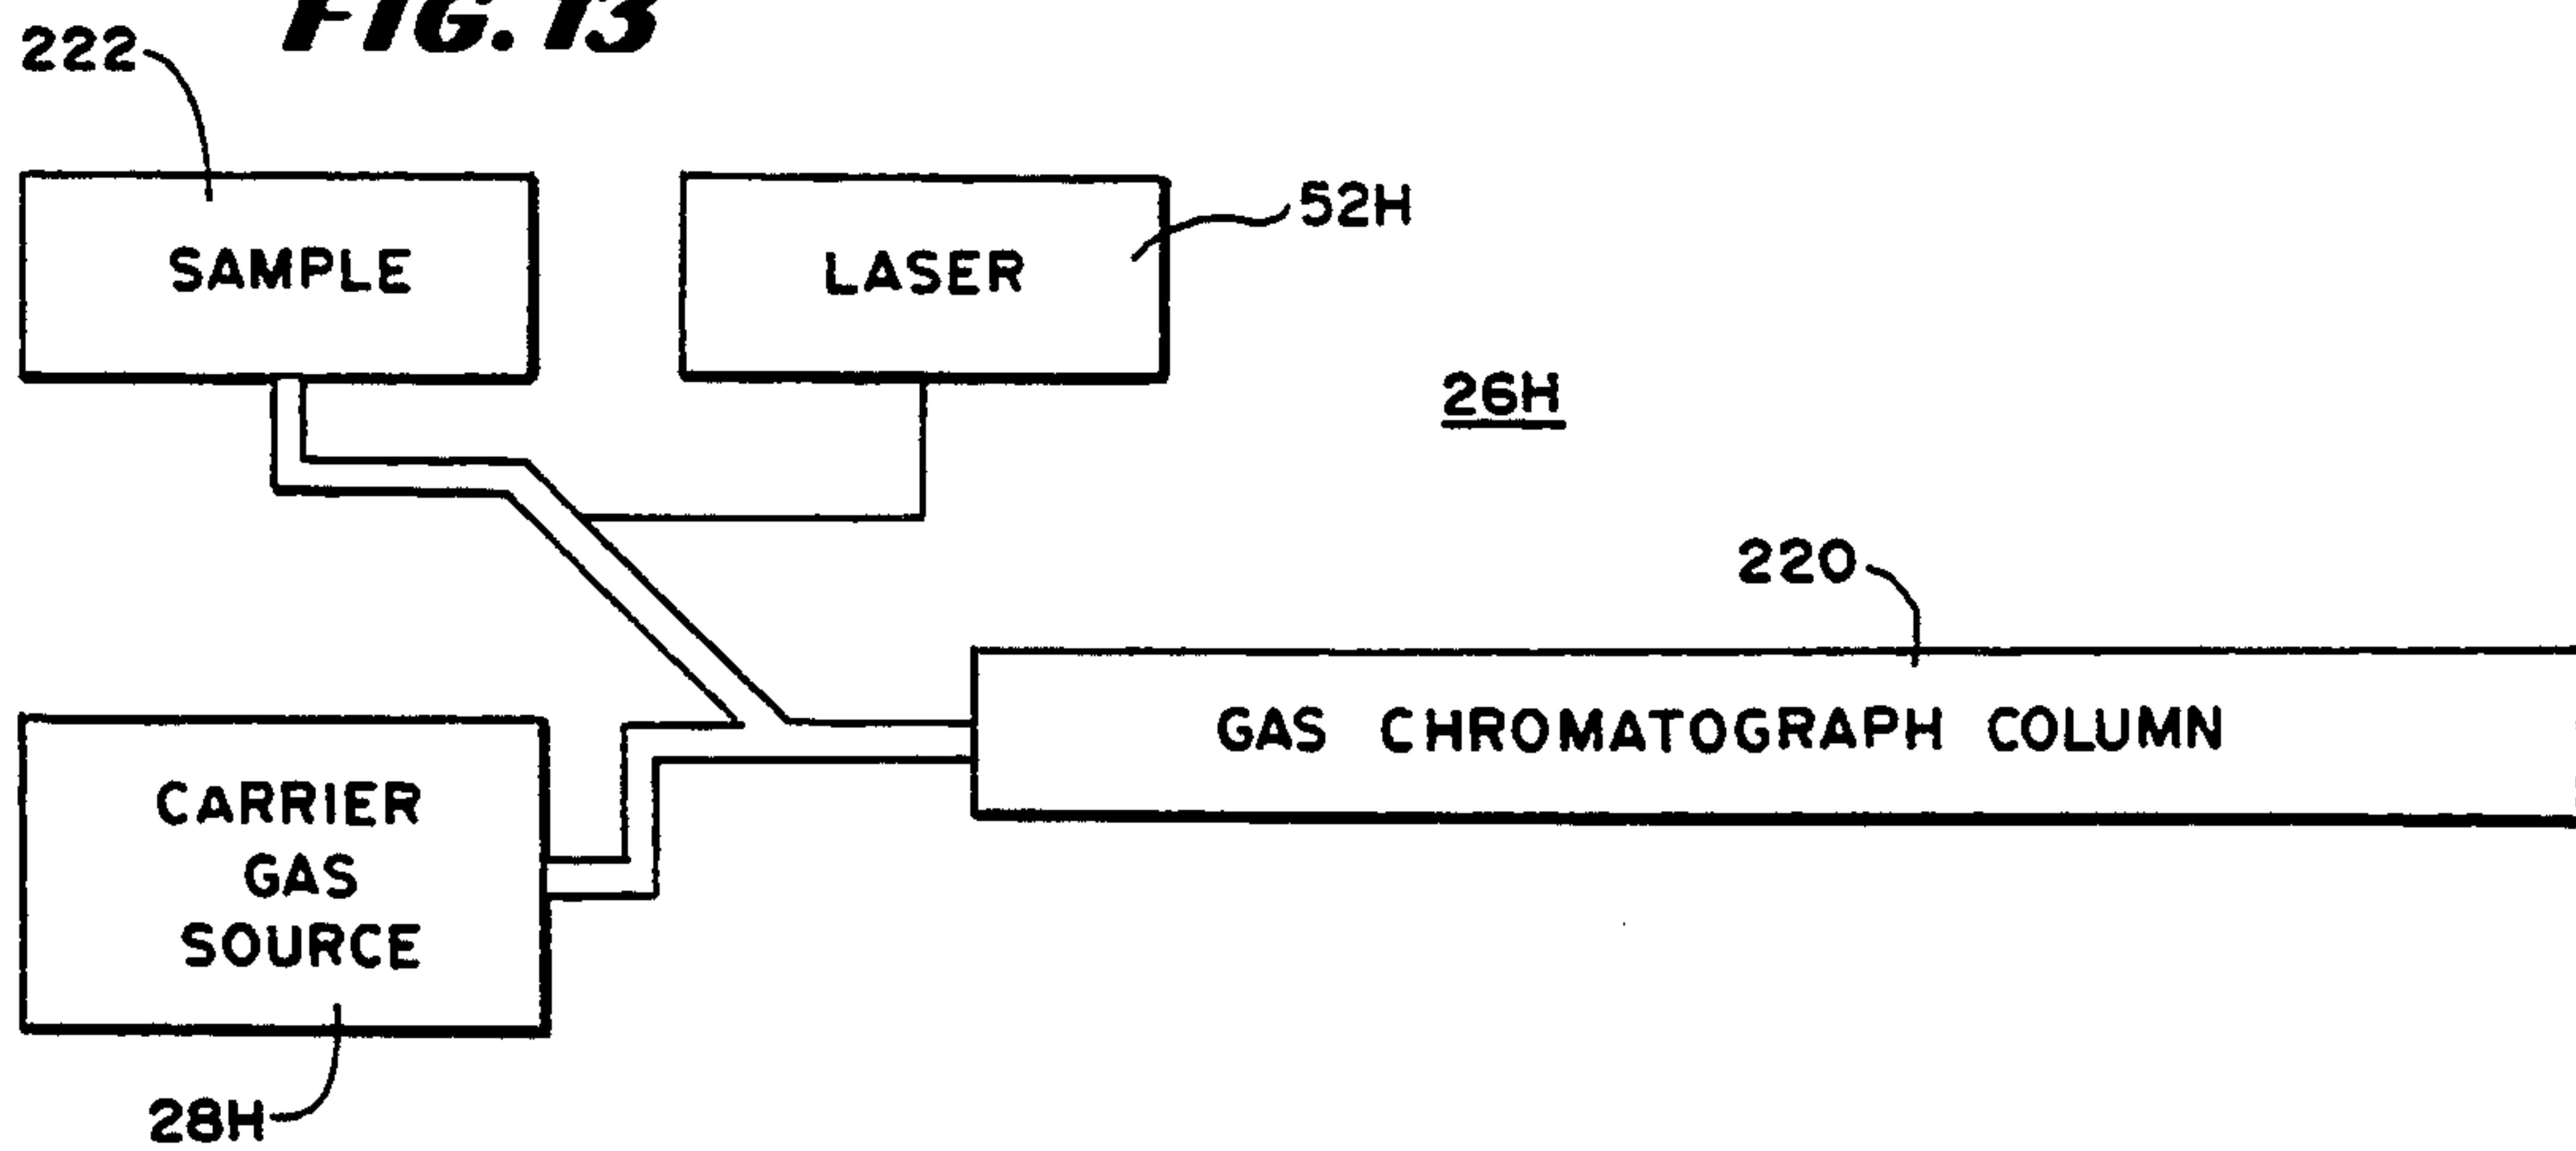 FIG. 13
222
SAMPLE
LASER
52H
26H
220
GAS CHROMATOGRAPH COLUMN
CARRIER
GAS
SOURCE
28H